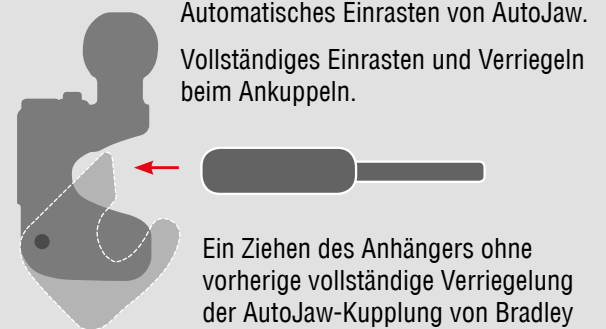 Automatisches Einrasten von AutoJaw.
Vollständiges Einrasten und Verriegeln
beim Ankuppeln.
Ein Ziehen des Anhängers ohne
vorherige vollständige Verriegelung
der AutoJaw-Kupplung von Bradley